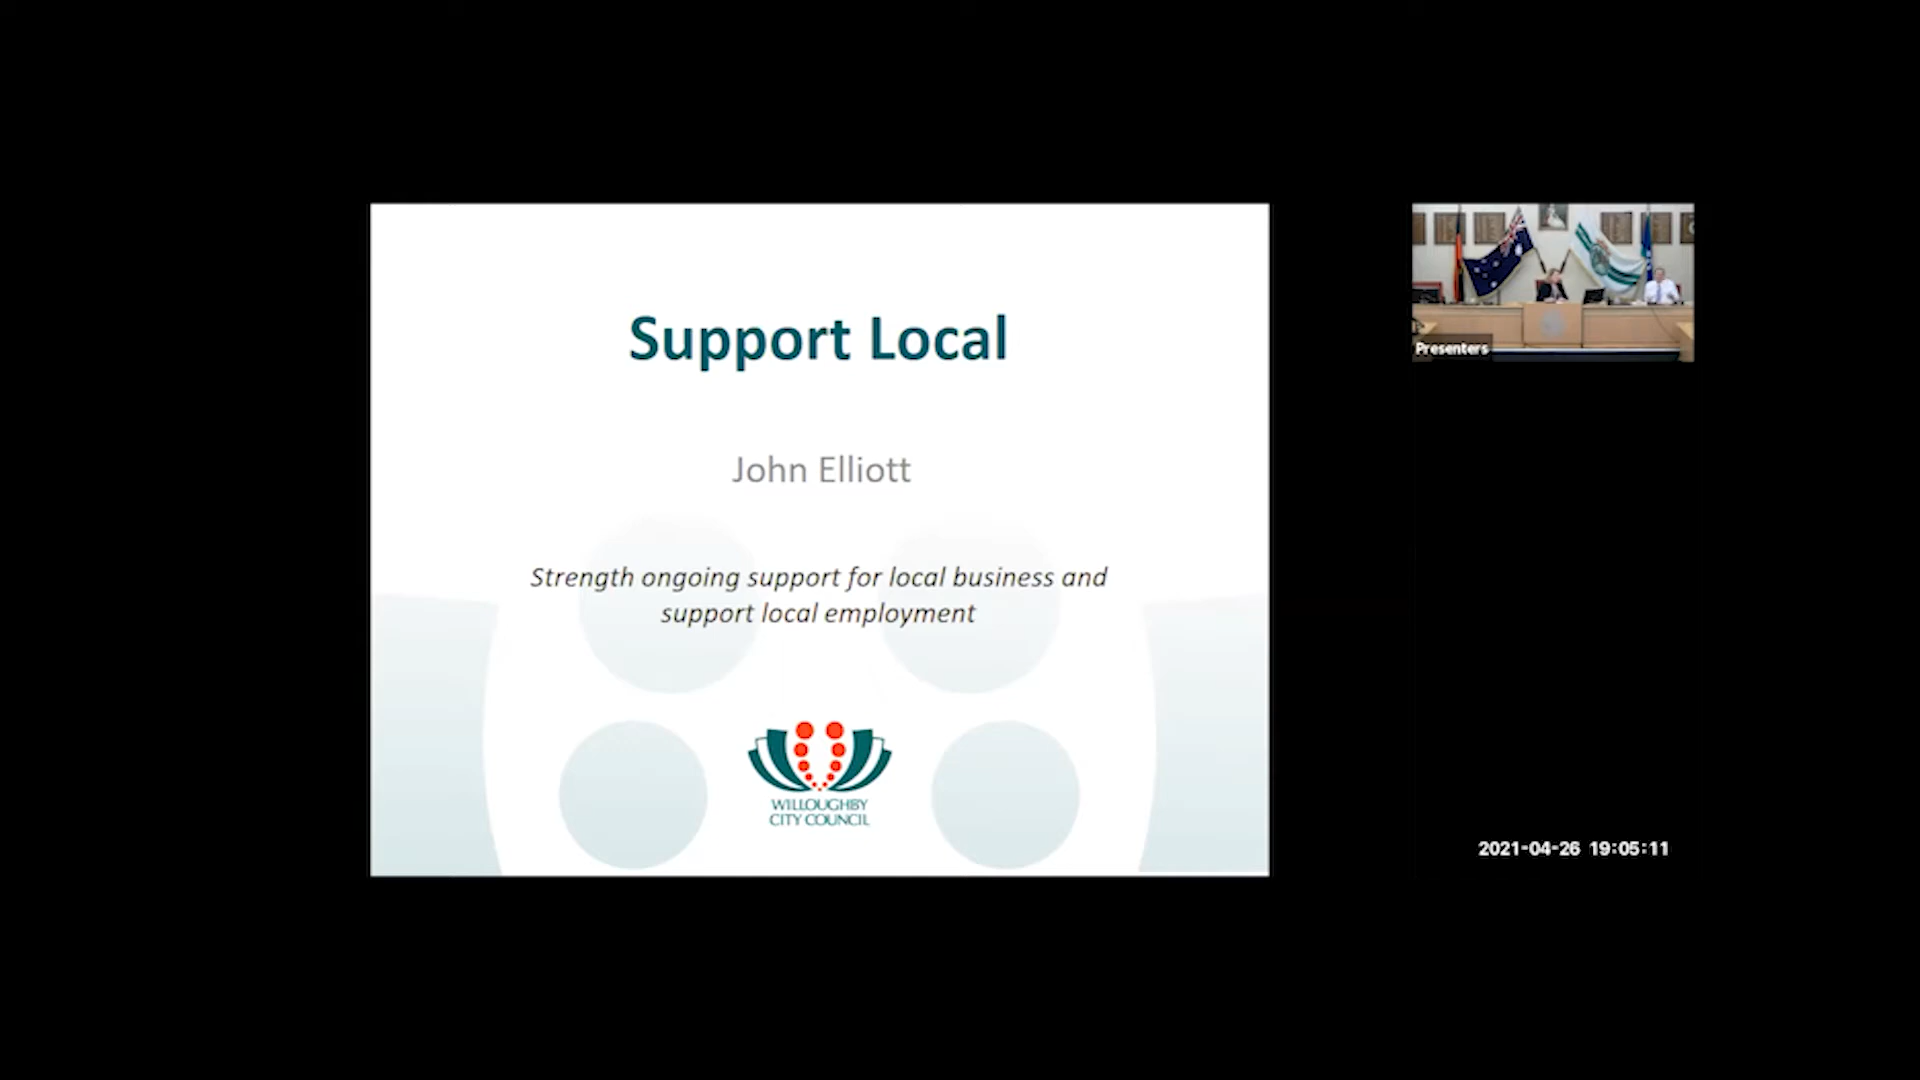 Support Local
John Elliott
Strength ongoing support for local business and
support local employment
WILLOUGHBY
CITY COUNCIL
Presenters
2021-04-26 19:05:11